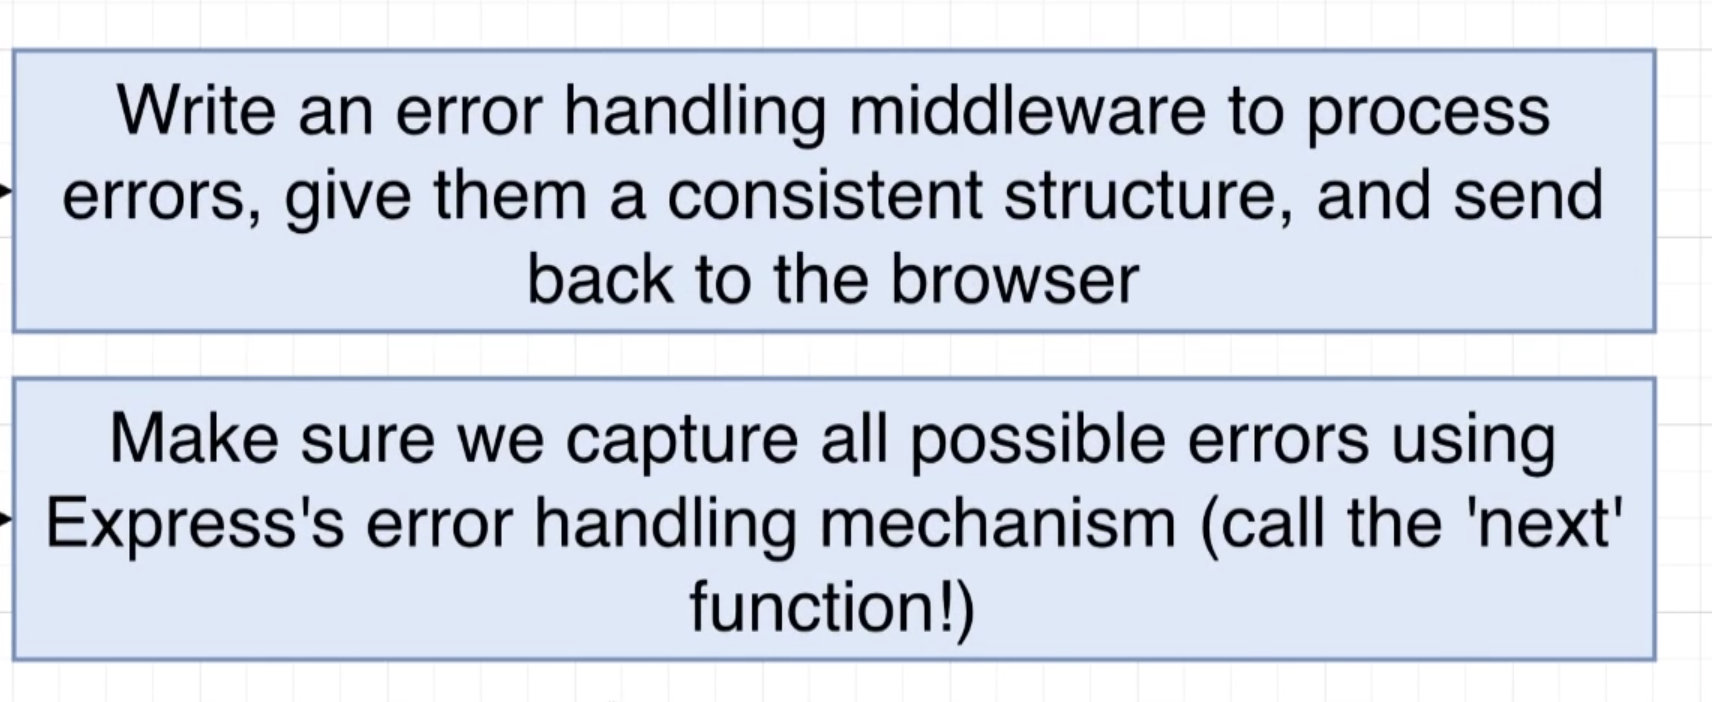 Write an error handling middleware to process
errors, give them a consistent structure, and send
back to the browser
Make sure we capture all possible errors using
Express's error handling mechanism (call the 'next'
function!)